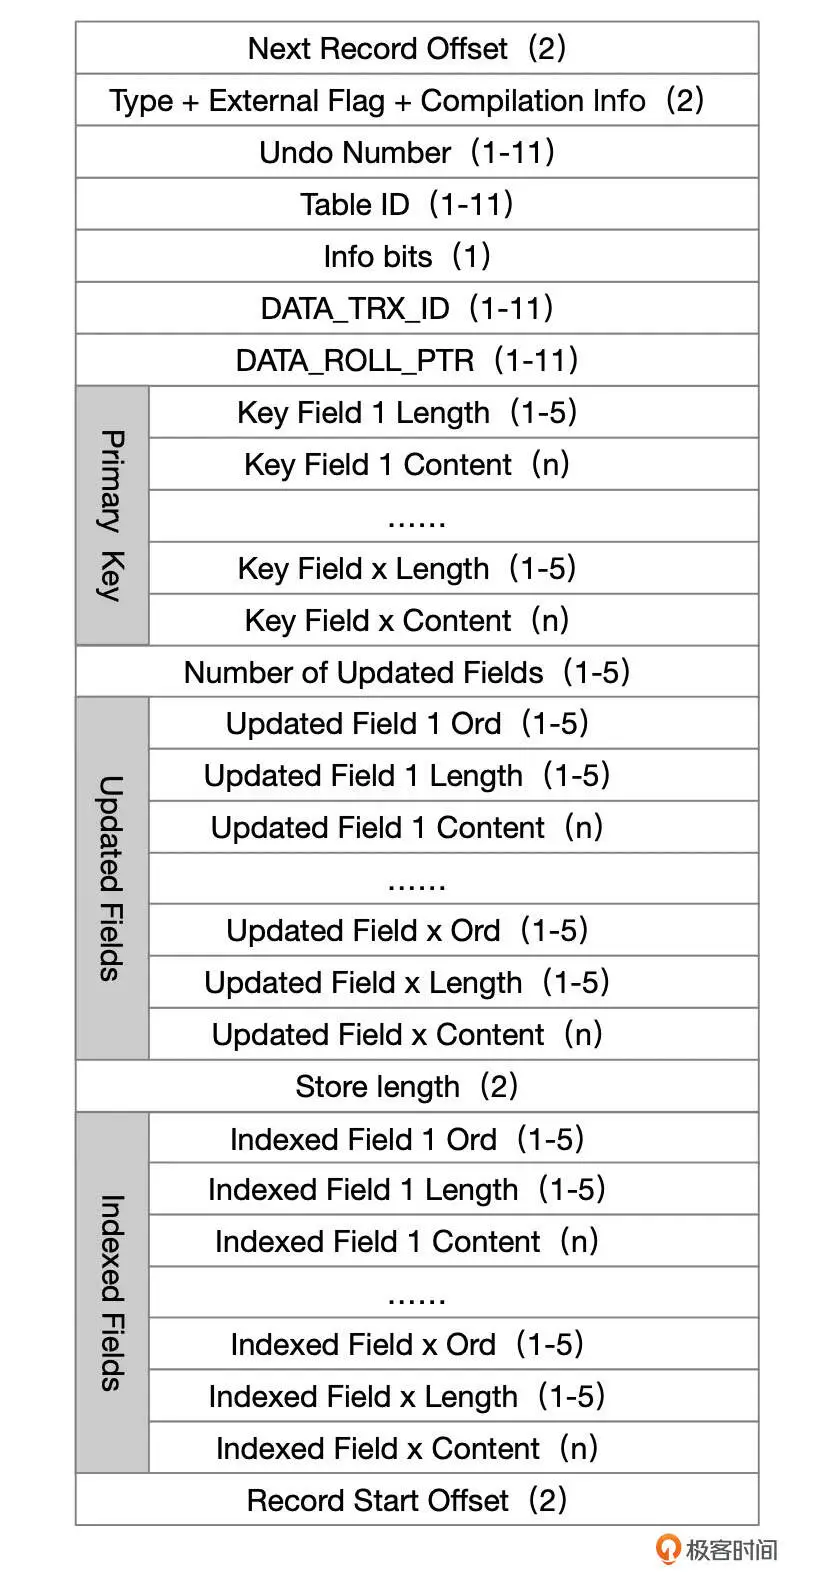 Next Record Offset（2）
Type + External Flag + Compilation Info（2）
Undo Number（1-11）
Table ID（1-11）
Info bits（1）
DATA_TRX_ID（1-11）
DATA_ROLL_PTR（1-11）
Primary Key
Key Field 1 Length（1-5）
Key Field 1 Content（n）
......
Key Field x Length（1-5）
Key Field x Content（n）
Number of Updated Fields（1-5）
Updated Fields
Updated Field 1 Ord（1-5）
Updated Field 1 Length（1-5）
Updated Field 1 Content（n）
......
Updated Field x Ord（1-5）
Updated Field x Length（1-5）
Updated Field x Content（n）
Store length（2）
Indexed Fields
Indexed Field 1 Ord（1-5）
Indexed Field 1 Length（1-5）
Indexed Field 1 Content（n）
......
Indexed Field x Ord（1-5）
Indexed Field x Length（1-5）
Indexed Field x Content（n）
Record Start Offset（2）
极客时间